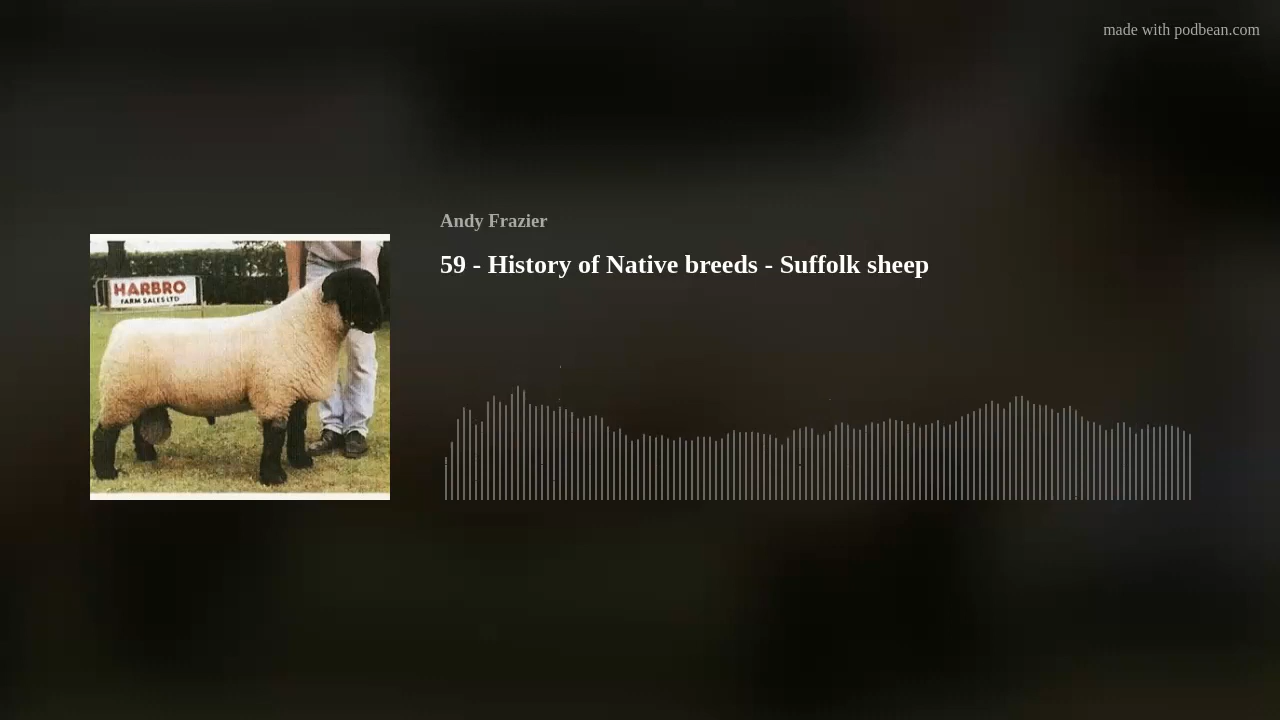 made with podbean.com
Andy Frazier
59 - History of Native breeds - Suffolk sheep
HARBRO
FARM SALES LTD